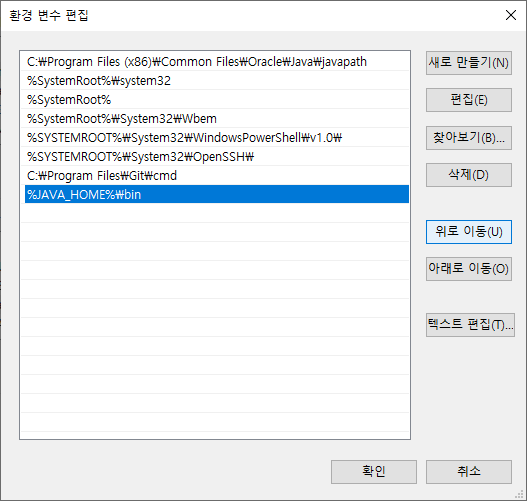 환경 변수 편집
C:₩Program Files (x86)₩Common Files₩Oracle₩Java₩javapath
%SystemRoot%₩system32
%SystemRoot%
%SystemRoot%₩System32₩Wbem
%SYSTEMROOT%₩System32₩WindowsPowerShell₩v1.0₩
%SYSTEMROOT%₩System32₩OpenSSH₩
C:₩Program Files₩Git₩cmd
%JAVA_HOME%₩bin
새로 만들기(N)
편집(E)
찾아보기(B)...
삭제(D)
위로 이동(U)
아래로 이동(O)
텍스트 편집(T)...
확인
취소